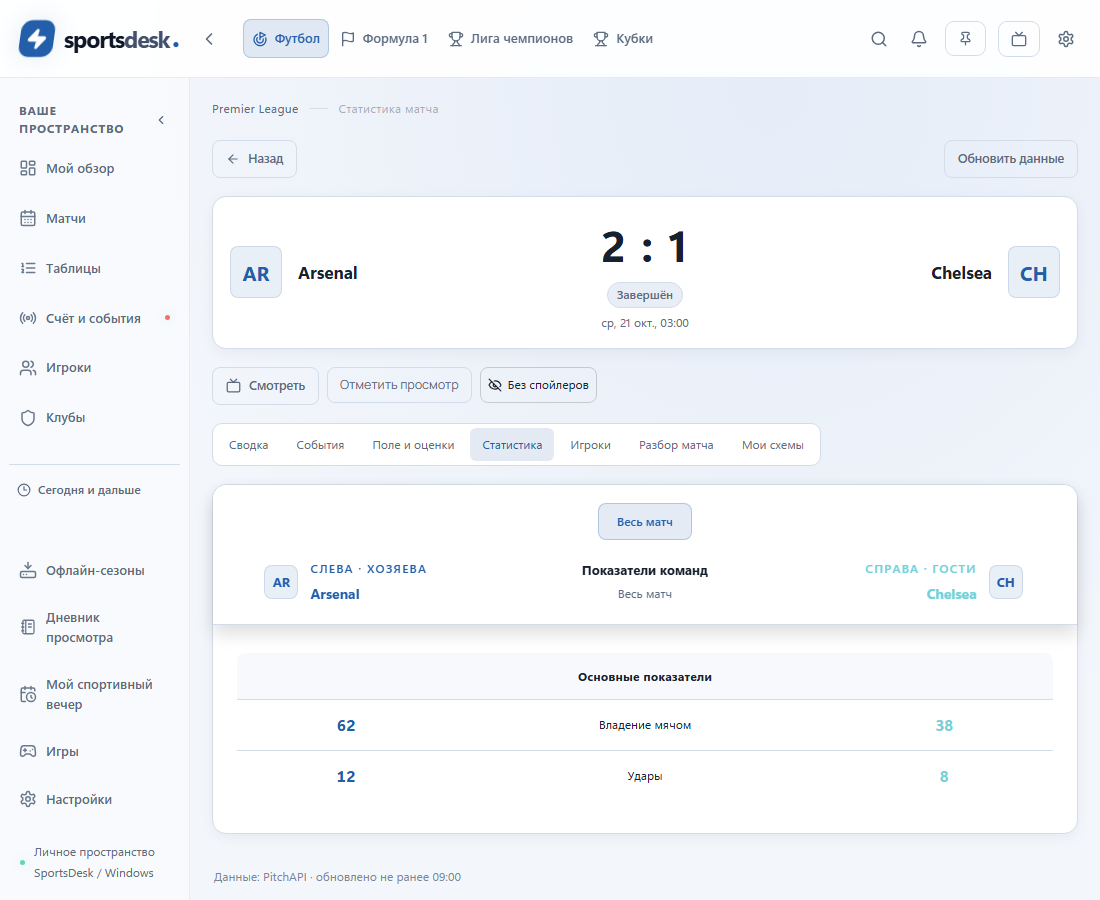 sportsdesk.
Футбол
Формула 1
Лига чемпионов
Кубки
ВАШЕ
ПРОСТРАНСТВО
Мой обзор
Матчи
Таблицы
Счёт и события
Игроки
Клубы
Сегодня и дальше
Офлайн-сезоны
Дневник
просмотра
Мой спортивный
вечер
Игры
Настройки
Личное пространство
SportsDesk / Windows
Premier League
Статистика матча
Назад
Обновить данные
AR
Arsenal
2 : 1
Завершён
ср, 21 окт., 03:00
Chelsea
CH
Смотреть
Отметить просмотр
Без спойлеров
Сводка
События
Поле и оценки
Статистика
Игроки
Разбор матча
Мои схемы
Весь матч
AR
СЛЕВА · ХОЗЯЕВА
Arsenal
Показатели команд
Весь матч
СПРАВА · ГОСТИ
Chelsea
CH
Основные показатели
62 Владение мячом 38
12 Удары 8
Данные: PitchAPI · обновлено не ранее 09:00